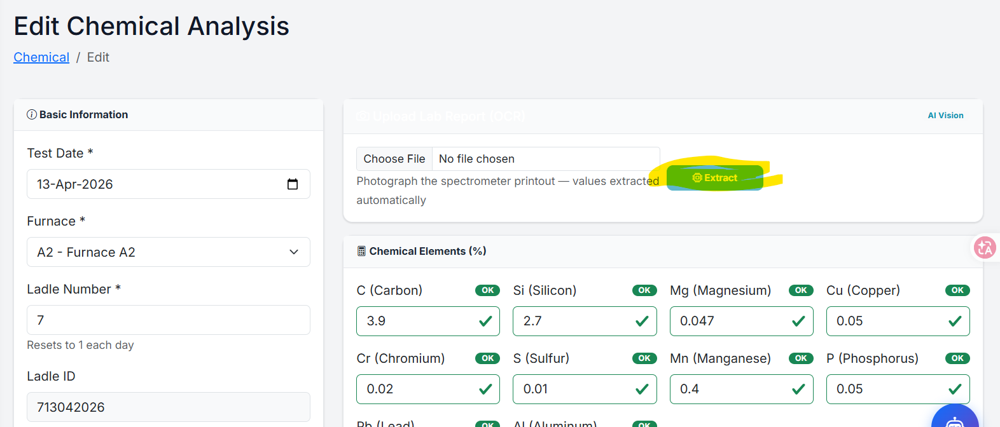 Edit Chemical Analysis
Chemical / Edit
Basic Information
Test Date *
13-Apr-2026
Furnace *
A2 - Furnace A2
Ladle Number *
7
Resets to 1 each day
Ladle ID
713042026
Upload Lab Report (OCR)
AI Vision
Choose File No file chosen
Photograph the spectrometer printout — values extracted
automatically
Extract
Chemical Elements (%)
C (Carbon) OK Si (Silicon) OK Mg (Magnesium) OK Cu (Copper) OK
3.9 2.7 0.047 0.05
Cr (Chromium) OK S (Sulfur) OK Mn (Manganese) OK P (Phosphorus) OK
0.02 0.01 0.4 0.05
Pb (Lead) OK Al (Aluminum) OK